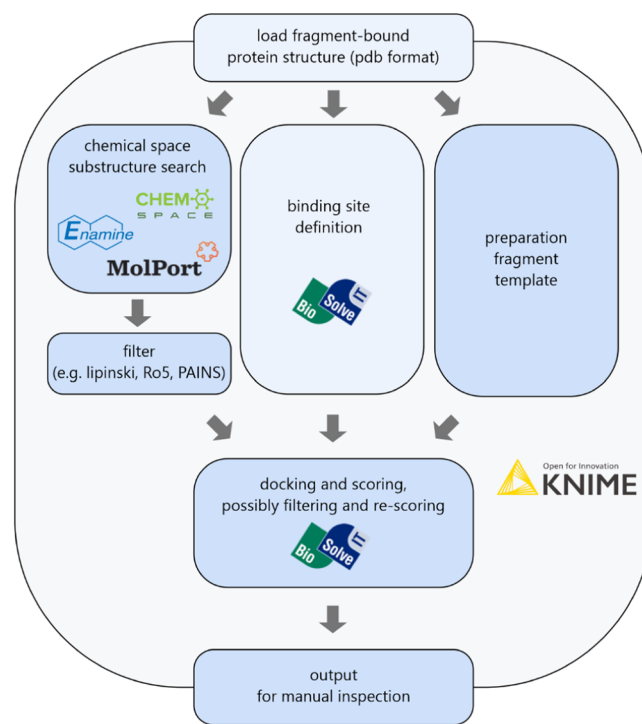 load fragment-bound
protein structure (pdb format)
chemical space
substructure search
CHEM
SPACE
Enamine
MolPort
filter
(e.g. lipinski, Ro5, PAINS)
binding site
definition
Bio
Solve
IT
preparation
fragment
template
docking and scoring,
possibly filtering and re-scoring
Bio
Solve
IT
Open for Innovation
KNIME
output
for manual inspection